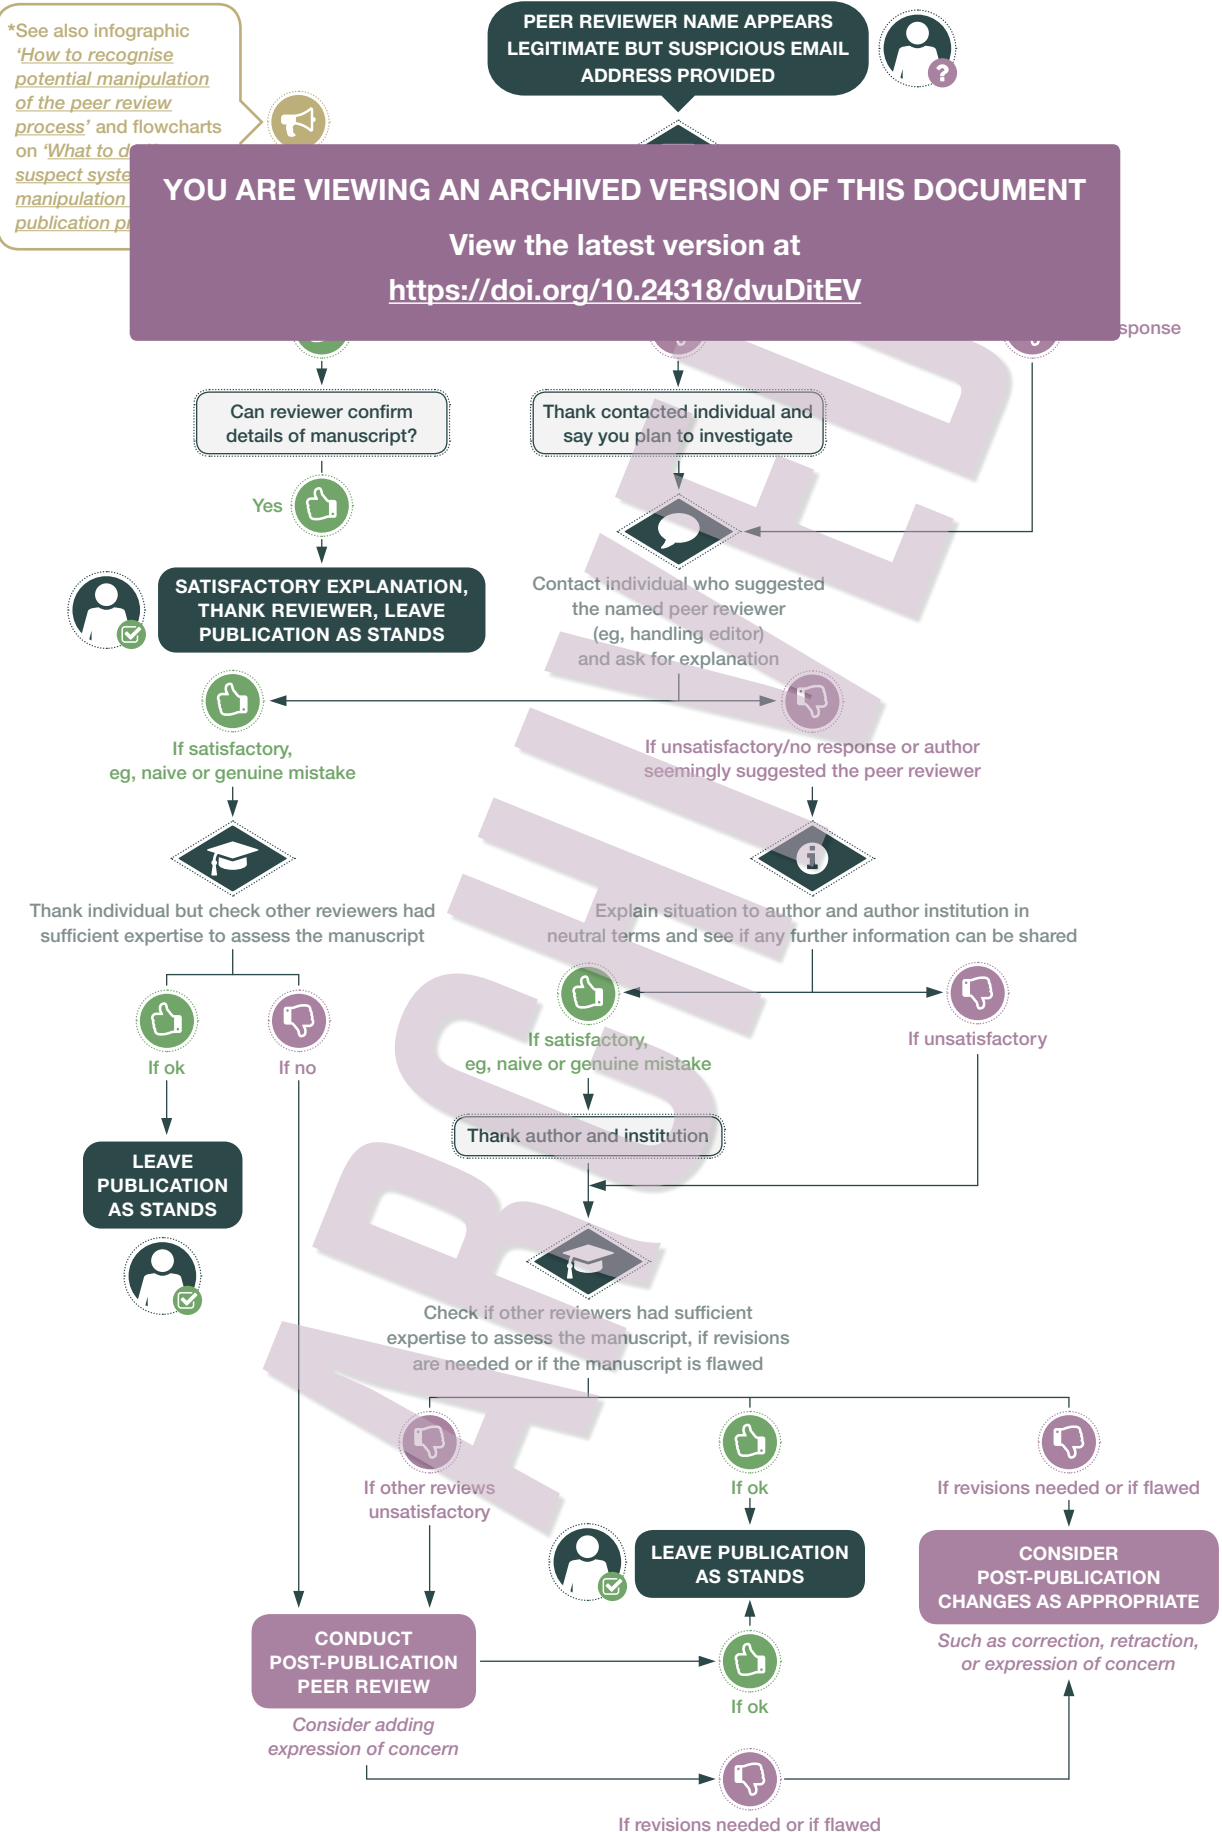 *See also infographic
‘How to recognise
potential manipulation
of the peer review
process’ and flowcharts
on ‘What to
suspect
manipulation
publication
PEER REVIEWER NAME APPEARS
LEGITIMATE BUT SUSPICIOUS EMAIL
ADDRESS PROVIDED
?
YOU ARE VIEWING AN ARCHIVED VERSION OF THIS DOCUMENT
View the latest version at
https://doi.org/10.24318/dvuDitEV
sponse
Can reviewer confirm
details of manuscript?
Thank contacted individual and
say you plan to investigate
Yes
SATISFACTORY EXPLANATION,
THANK REVIEWER, LEAVE
PUBLICATION AS STANDS
Contact individual who suggested
the named peer reviewer
(eg, handling editor)
and ask for explanation
If satisfactory,
eg, naive or genuine mistake
If unsatisfactory/no response or author
seemingly suggested the peer reviewer
i
Thank individual but check other reviewers had
sufficient expertise to assess the manuscript
Explain situation to author and author institution in
neutral terms and see if any further information can be shared
If ok
If no
If satisfactory,
eg, naive or genuine mistake
If unsatisfactory
LEAVE
PUBLICATION
AS STANDS
Thank author and institution
Check if other reviewers had sufficient
expertise to assess the manuscript, if revisions
are needed or if the manuscript is flawed
If other reviews
unsatisfactory
If ok
If revisions needed or if flawed
LEAVE PUBLICATION
AS STANDS
CONSIDER
POST-PUBLICATION
CHANGES AS APPROPRIATE
Such as correction, retraction,
or expression of concern
CONDUCT
POST-PUBLICATION
PEER REVIEW
Consider adding
expression of concern
If ok
If revisions needed or if flawed
ARCHIVED